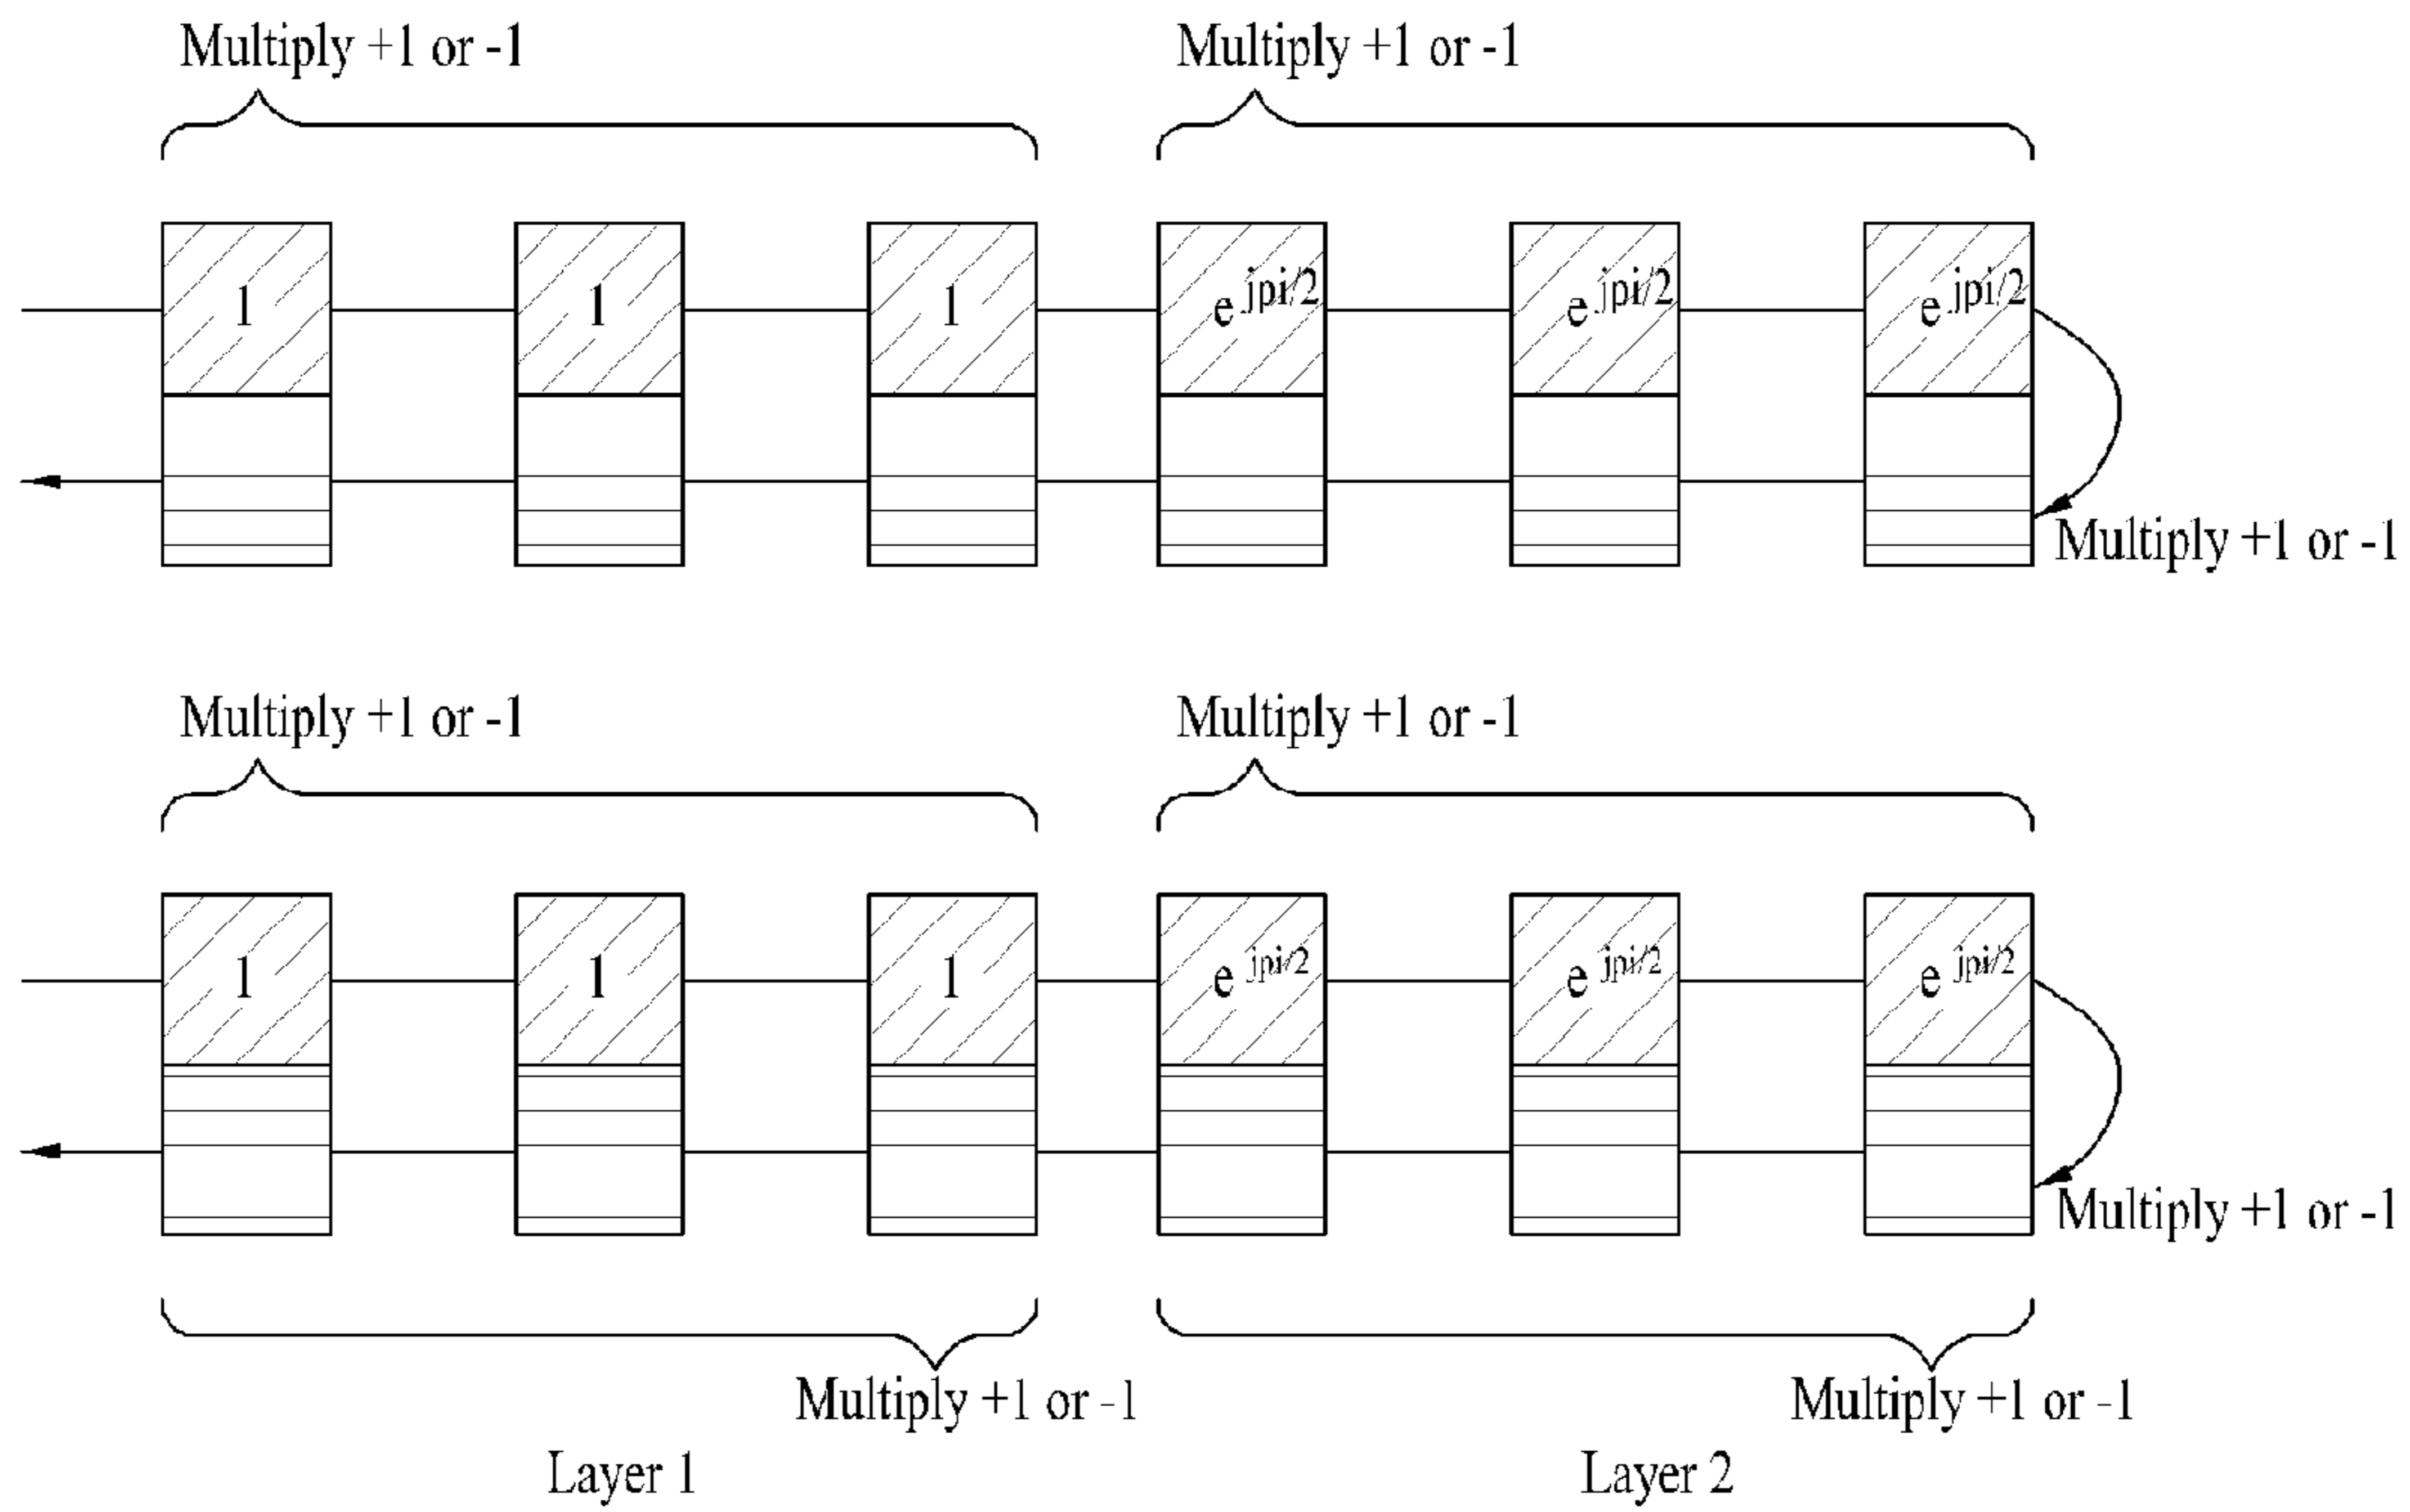 Multiply +1 or -1 Multiply +1 or -1
1 1 1 e jpi/2 e jpi/2 e jpi/2
Multiply +1 or -1
Multiply +1 or -1 Multiply +1 or -1
1 1 1 e jpi/2 e jpi/2 e jpi/2
Multiply +1 or -1
Multiply +1 or -1 Multiply +1 or -1
Layer 1 Layer 2